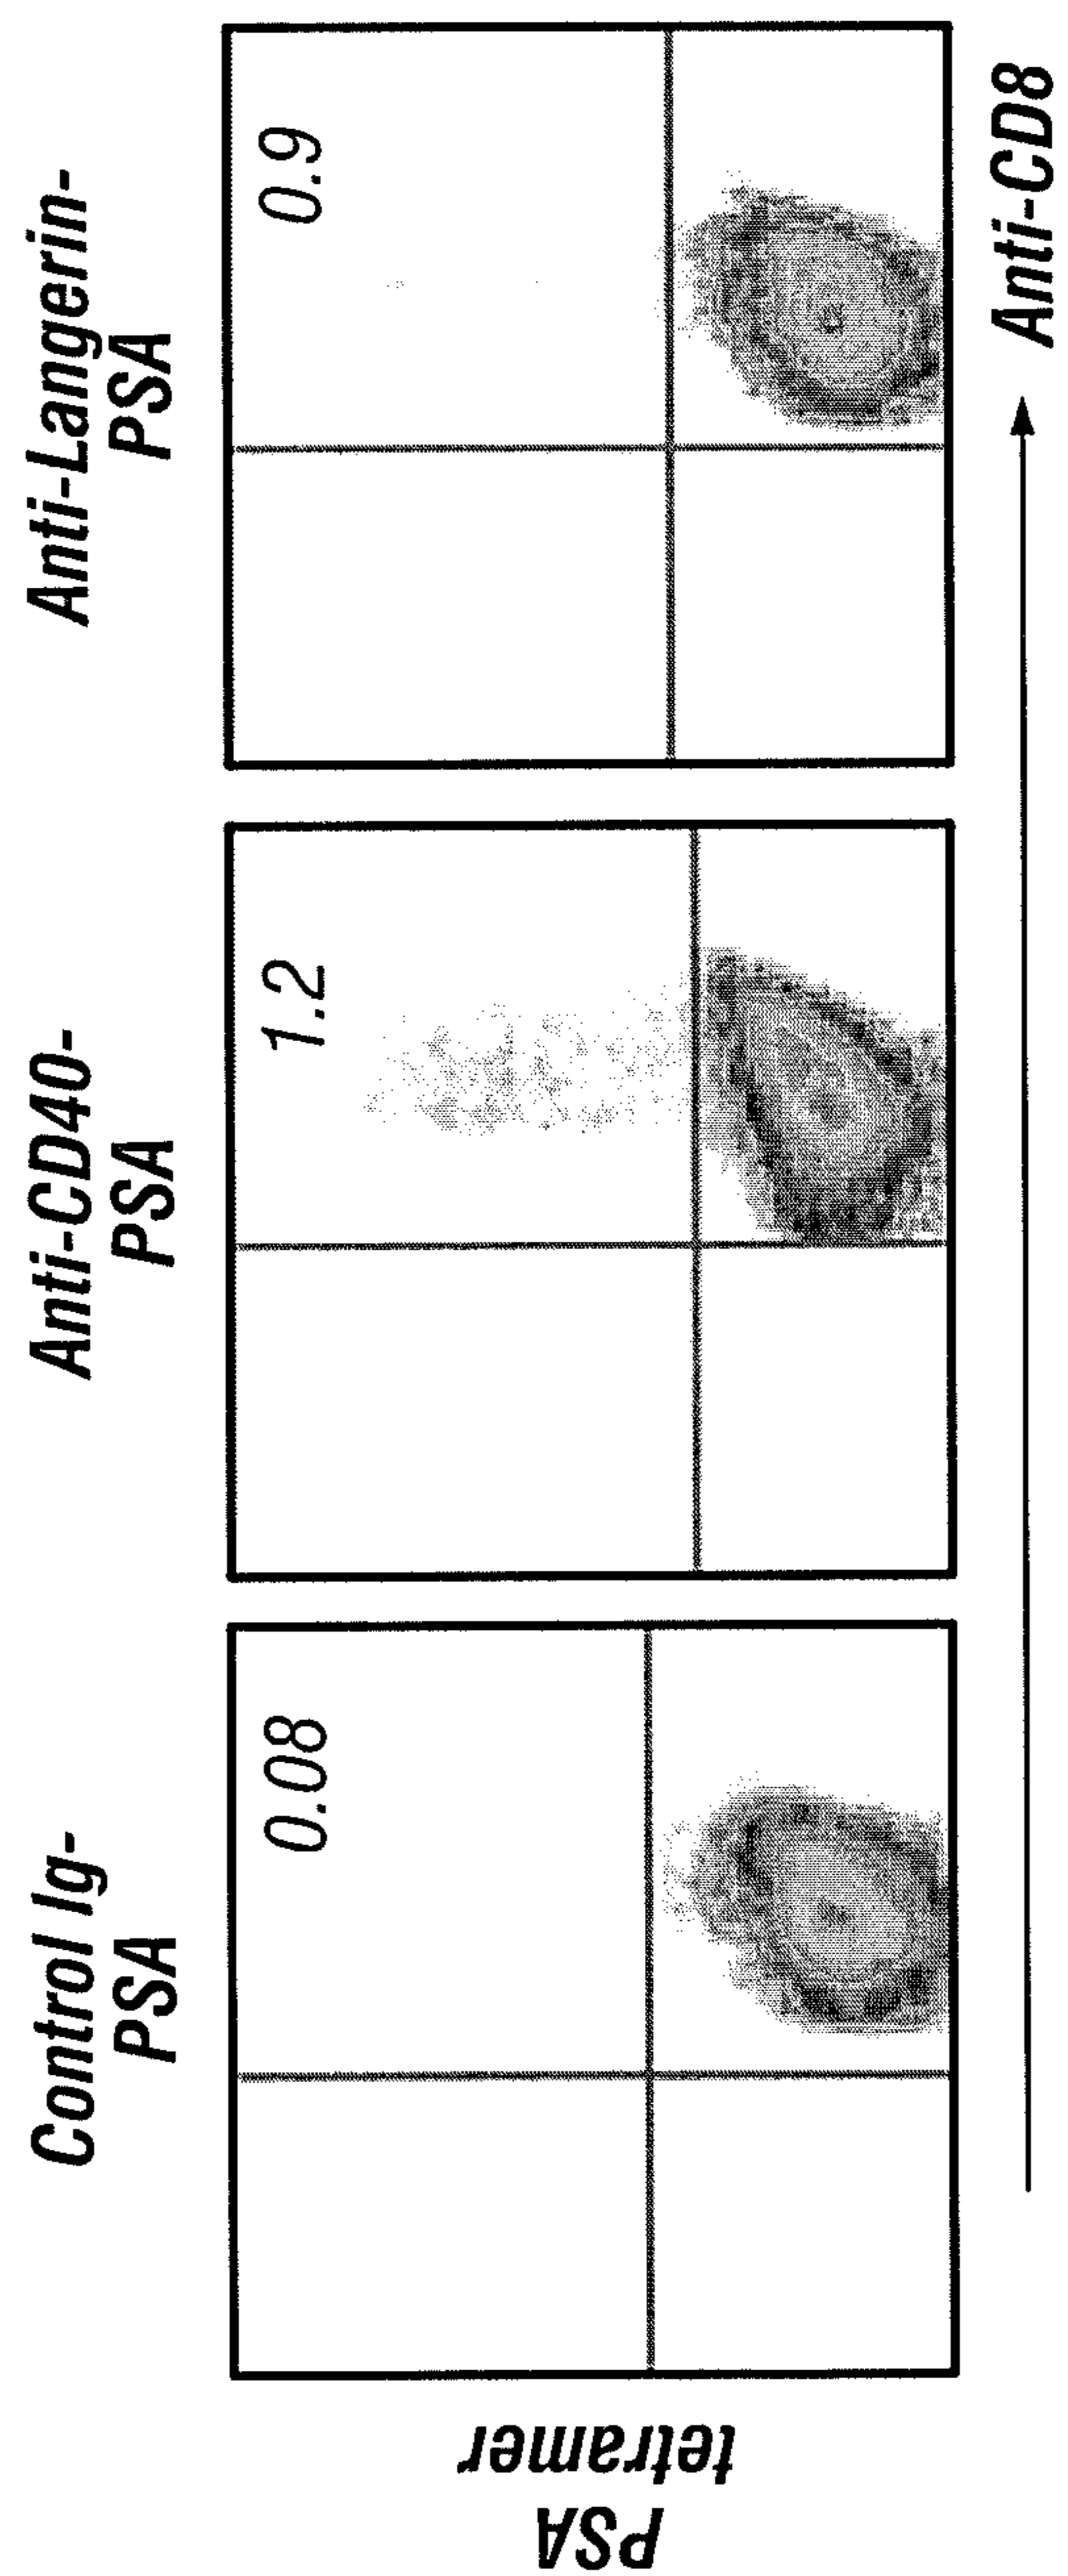 Control Ig-
PSA
Anti-CD40-
PSA
Anti-Langerin-
PSA
0.08
1.2
0.9
PSA
tetramer
Anti-CD8